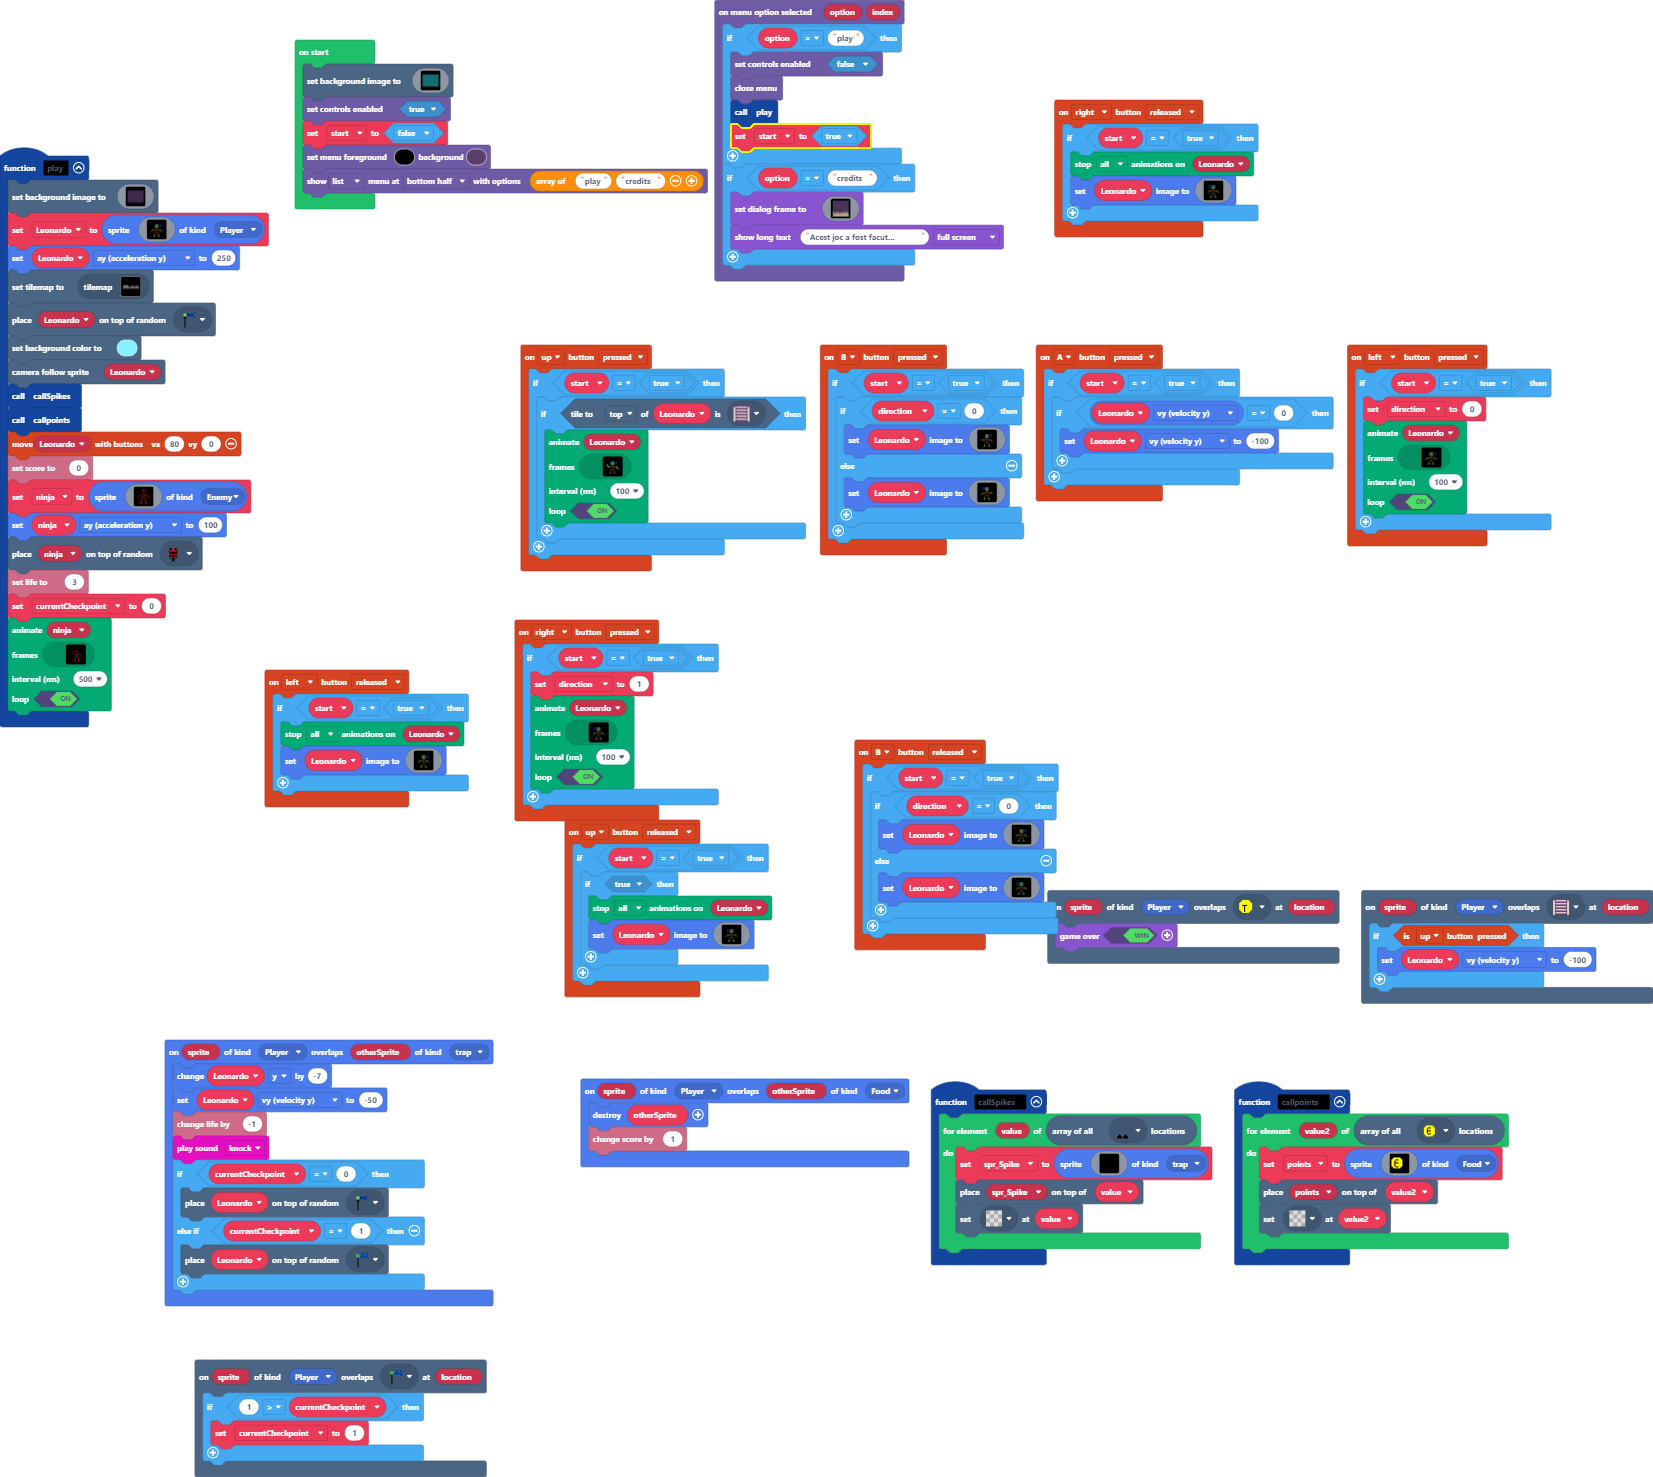 on menu option selected option index
if option = "play" then
set controls enabled false
close menu
call play
set start to true
if option = "credits" then
set dialog frame to
show long text "Acest joc a fost facut... " full screen
on start
set background image to
set controls enabled true
set start to false
set menu foreground background
show list menu at bottom half with options array of "play" "credits"
on right button released
if start = true then
stop all animations on Leonardo
set Leonardo image to
function play
set background image to
set Leonardo to sprite of kind Player
set Leonardo ay (acceleration y) to 250
set tilemap to tilemap
place Leonardo on top of random
set background color to
camera follow sprite Leonardo
call callSpikes
call callpoints
move Leonardo with buttons vx 80 vy 0
set score to 0
set ninja to sprite of kind Enemy
set ninja ay (acceleration y) to 100
place ninja on top of random
set life to 3
set currentCheckpoint to 0
animate ninja
frames
interval (ms) 500
loop ON
on up button pressed
if start = true then
if tile to top of Leonardo is then
animate Leonardo
frames
interval (ms) 100
loop ON
on B button pressed
if start = true then
if direction = 0 then
set Leonardo image to
else
set Leonardo image to
on A button pressed
if start = true then
if Leonardo vy (velocity y) = 0 then
set Leonardo vy (velocity y) to -100
on left button pressed
if start = true then
set direction to 0
animate Leonardo
frames
interval (ms) 100
loop ON
on left button released
if start = true then
stop all animations on Leonardo
set Leonardo image to
on right button pressed
if start = true then
set direction to 1
animate Leonardo
frames
interval (ms) 100
loop ON
on up button released
if start = true then
if true then
stop all animations on Leonardo
set Leonardo image to
on B button released
if start = true then
if direction = 0 then
set Leonardo image to
else
set Leonardo image to
sprite of kind Player overlaps T at location
game over WIN
on sprite of kind Player overlaps at location
if is up button pressed then
set Leonardo vy (velocity y) to -100
on sprite of kind Player overlaps otherSprite of kind trap
change Leonardo y by -7
set Leonardo vy (velocity y) to -50
change life by -1
play sound knock
if currentCheckpoint = 0 then
place Leonardo on top of random
else if currentCheckpoint = 1 then
place Leonardo on top of random
on sprite of kind Player overlaps otherSprite of kind Food
destroy otherSprite
change score by 1
function callSpikes
for element value of array of all locations
do
set spr_Spike to sprite of kind trap
place spr_Spike on top of value
set at value
function callpoints
for element value2 of array of all E locations
do
set points to sprite E of kind Food
place points on top of value2
set at value2
on sprite of kind Player overlaps at location
if 1 > currentCheckpoint then
set currentCheckpoint to 1